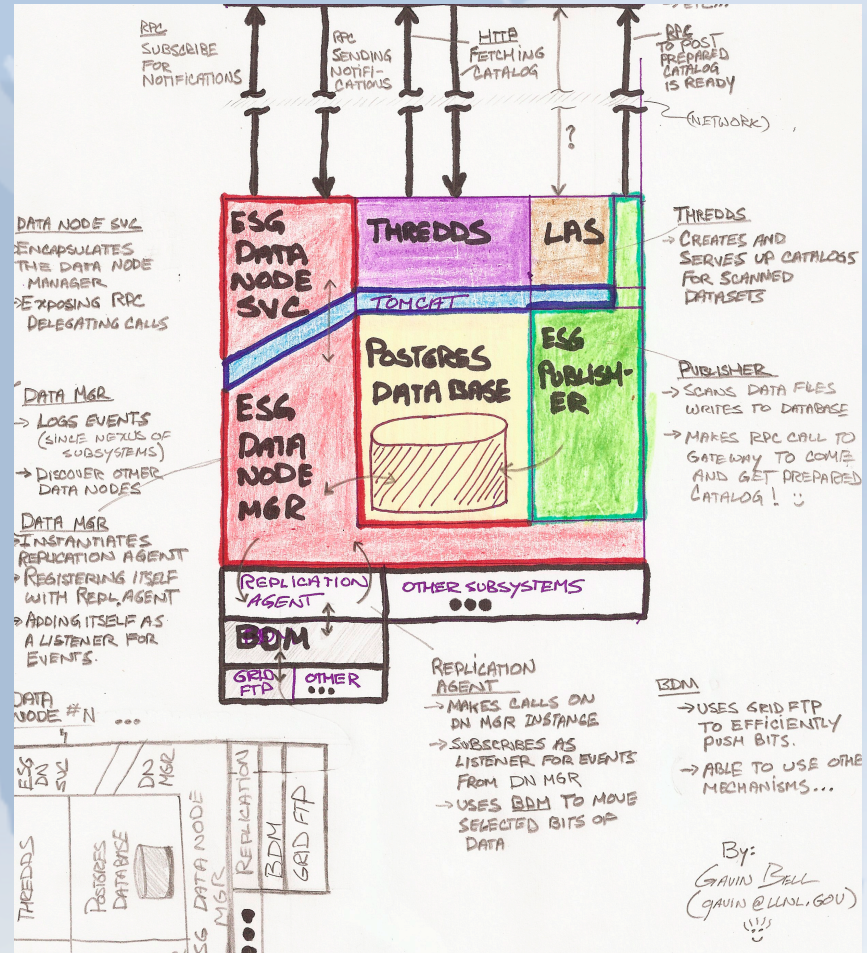 RPC
SUBSCRIBE
FOR
NOTIFICATIONS
RPC
SENDING
NOTIFI-
CATIONS
HTTP
FETCHING
CATALOG
RPC
TO POST
PREPARED
CATALOG
IS READY
(NETWORK)
?
DATA NODE SVC
ENCAPSULATES
THE DATA NODE
MANAGER
→ EXPOSING RPC
DELEGATING CALLS
DATA MGR
→ LOGS EVENTS
(SINCE NEXUS OF
SUBSYSTEMS)
→ DISCOVER OTHER
DATA NODES
DATA MGR
INSTANTIATES
REPLICATION AGENT
→ REGISTERING ITSELF
WITH REPL. AGENT
→ ADDING ITSELF AS
A LISTENER FOR
EVENTS.
ESG
DATA
NODE
SVC
THREDDS
LAS
TOMCAT
POSTGRES
DATABASE
ESG
PUBLISH-
ER
ESG
DATA
NODE
MGR
REPLICATION
AGENT
OTHER SUBSYSTEMS
•••
BDM
GRID
FTP
OTHER
•••
THREDDS
→ CREATES AND
SERVES UP CATALOGS
FOR SCANNED
DATASETS
PUBLISHER
→ SCANS DATA FILES
WRITES TO DATABASE
→ MAKES RPC CALL TO
GATEWAY TO COME
AND GET PREPARED
CATALOG!
REPLICATION
AGENT
→ MAKES CALLS ON
DN MGR INSTANCE
→ SUBSCRIBES AS
LISTENER FOR EVENTS
FROM DN MGR
→ USES BDM TO MOVE
SELECTED BITS OF
DATA
BDM
→ USES GRID FTP
TO EFFICIENTLY
PUSH BITS.
→ ABLE TO USE OTHE
MECHANISMS...
By:
GAVIN BELL
(gavin@LLNL.GOV)
DATA
NODE #N ...
ESG
DN
SVC
DN
MGR
THREDDS
POSTGRES
DATABASE
SG DATA NODE
MGR
REPLICATION
BDM
GRID FTP
•••